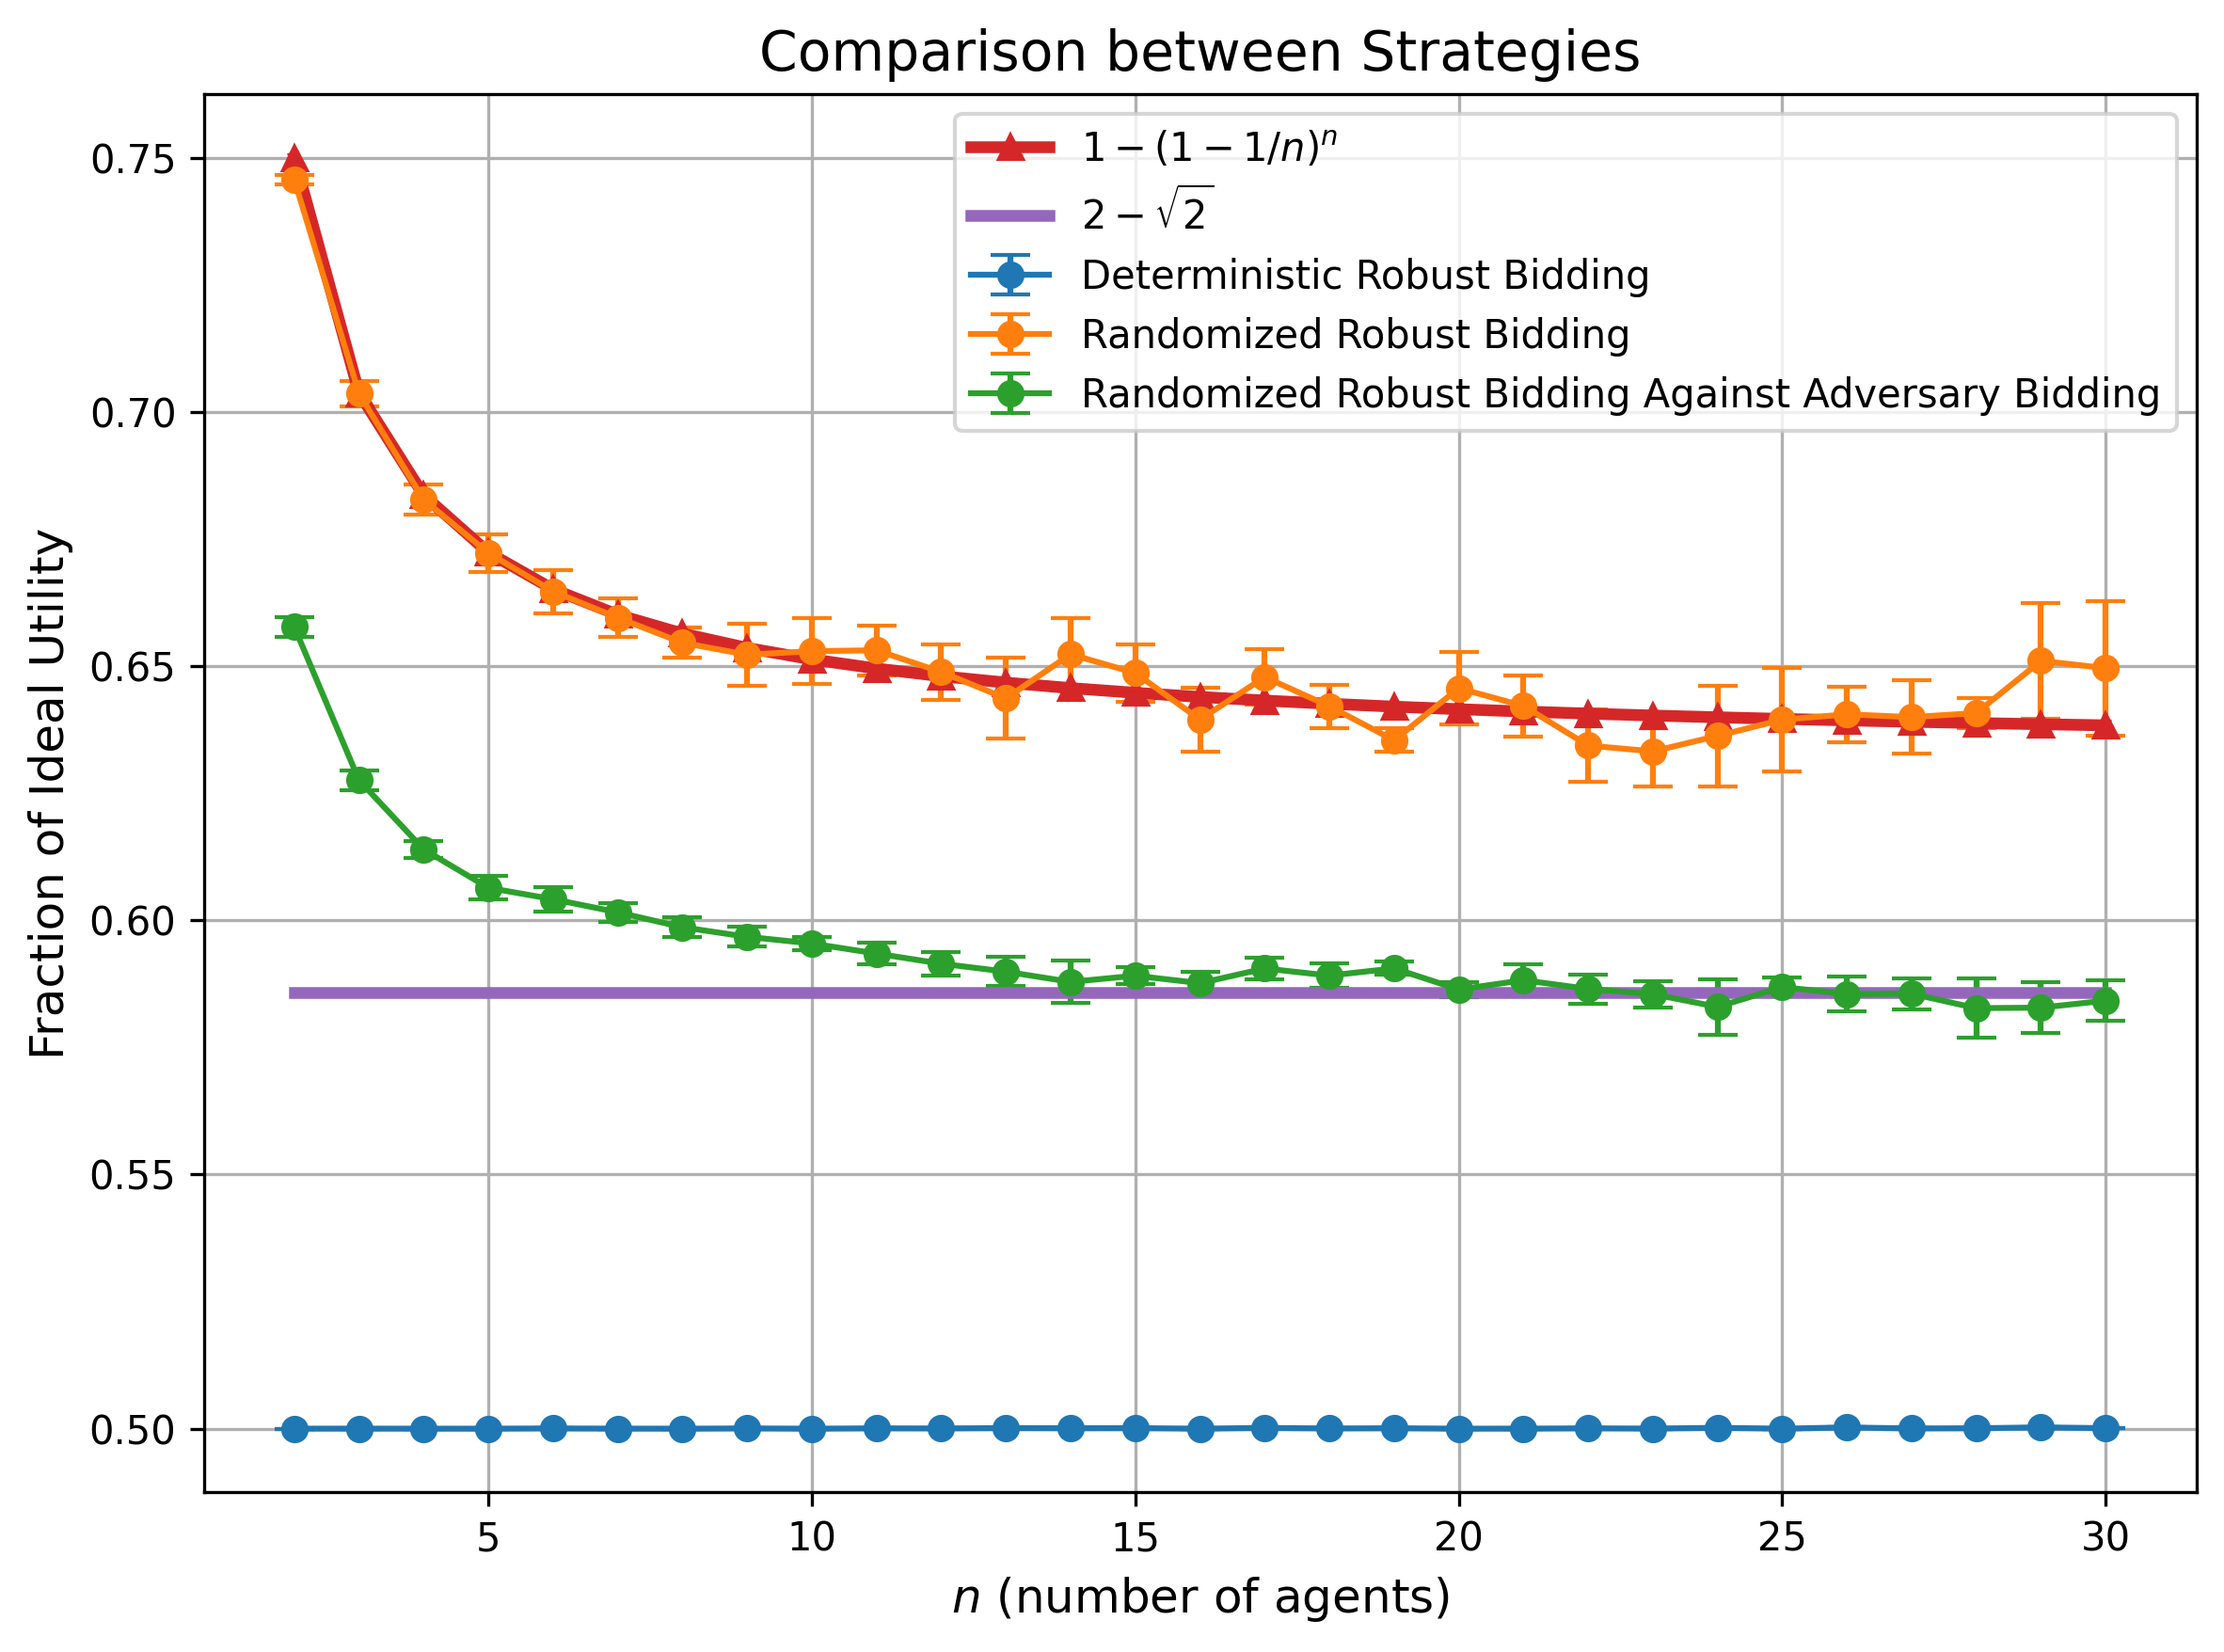 Comparison between Strategies
1 − (1 − 1/n)ⁿ
2 − √2
Deterministic Robust Bidding
Randomized Robust Bidding
Randomized Robust Bidding Against Adversary Bidding
Fraction of Ideal Utility
0.75
0.70
0.65
0.60
0.55
0.50
5 10 15 20 25 30
n (number of agents)